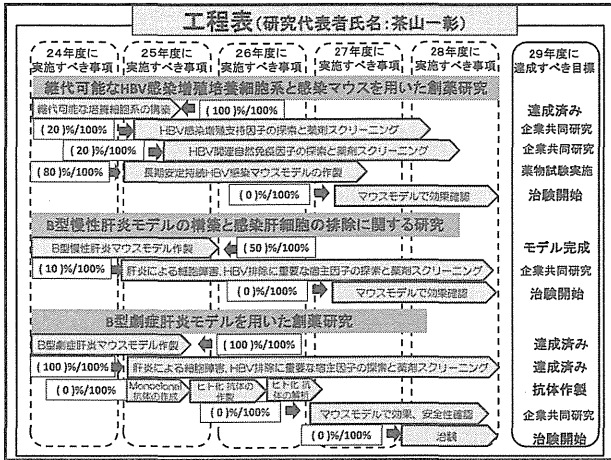 工程表(研究代表者氏名:茶山一彰)
24年度に実施すべき事項
25年度に実施すべき事項
26年度に実施すべき事項
27年度に実施すべき事項
28年度に実施すべき事項
29年度に達成すべき目標
継代可能なHBV感染増殖培養細胞系と感染マウスを用いた創薬研究
継代可能な培養細胞系の構築 (100)%/100% 達成済み
(20)%/100% HBV感染増殖支持因子の探索と薬剤スクリーニング 企業共同研究
(20)%/100% HBV関連自然免疫因子の探索と薬剤スクリーニング 企業共同研究
(80)%/100% 長期安定持続HBV感染マウスモデルの作製 薬物試験実施
(0)%/100% マウスモデルで効果確認 治験開始
B型慢性肝炎モデルの構築と感染肝細胞の排除に関する研究
B型慢性肝炎マウスモデル作製 (50)%/100% モデル完成
(10)%/100% 肝炎による細胞障害、HBV排除に重要な宿主因子の探索と薬剤スクリーニング 企業共同研究
(0)%/100% マウスモデルで効果確認 治験開始
B型劇症肝炎モデルを用いた創薬研究
B型劇症肝炎マウスモデル作製 (100)%/100% 達成済み
(100)%/100% 肝炎による細胞障害、HBV排除に重要な宿主因子の探索と薬剤スクリーニング 達成済み
(0)%/100% Monoclonal抗体の作成 ヒト化抗体の作製 ヒト化抗体の解析 抗体作製
(0)%/100% マウスモデルで効果、安全性確認 企業共同研究
(0)%/100% 治験 治験開始